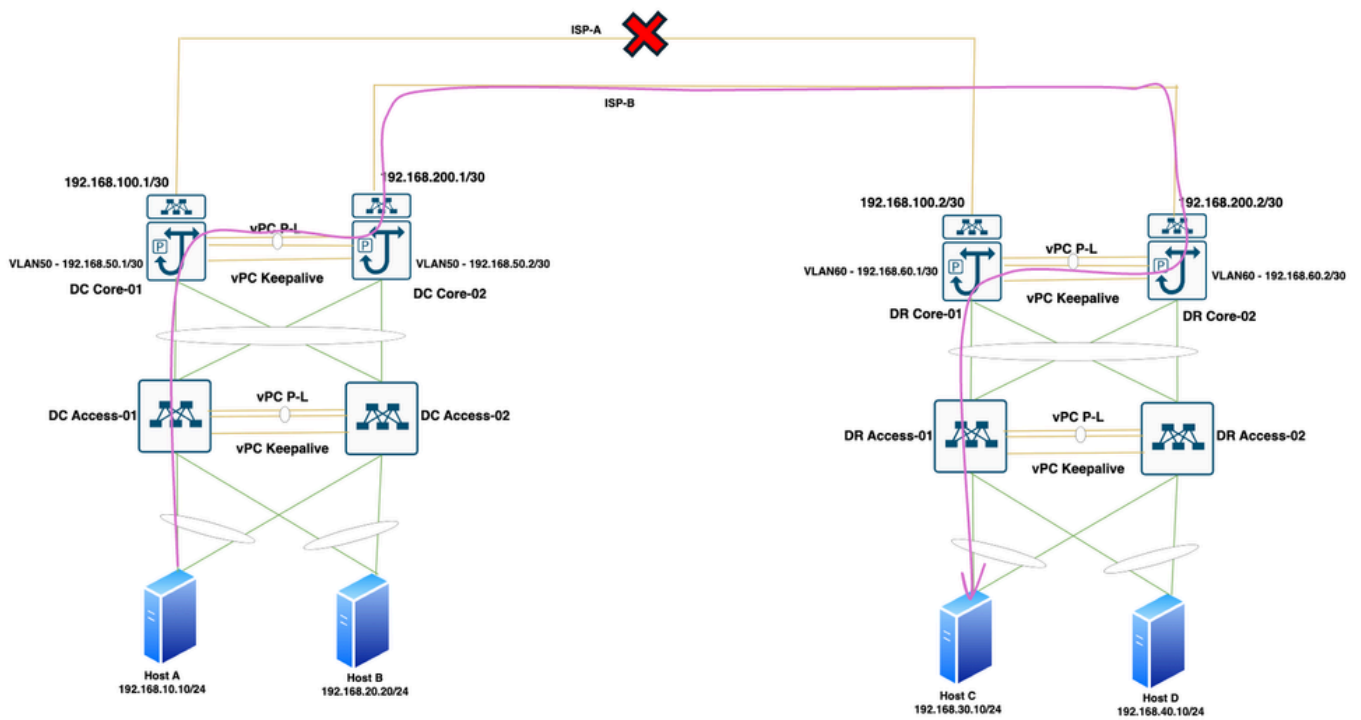 ISP-A
ISP-B
192.168.100.1/30
192.168.200.1/30
192.168.100.2/30
192.168.200.2/30
vPC P-L
P
P
VLAN50 - 192.168.50.1/30
VLAN50 - 192.168.50.2/30
vPC Keepalive
DC Core-01
DC Core-02
vPC P-L
P
P
VLAN60 - 192.168.60.1/30
VLAN60 - 192.168.60.2/30
vPC Keepalive
DR Core-01
DR Core-02
vPC P-L
DC Access-01
DC Access-02
vPC Keepalive
vPC P-L
DR Access-01
DR Access-02
vPC Keepalive
Host A
192.168.10.10/24
Host B
192.168.20.20/24
Host C
192.168.30.10/24
Host D
192.168.40.10/24